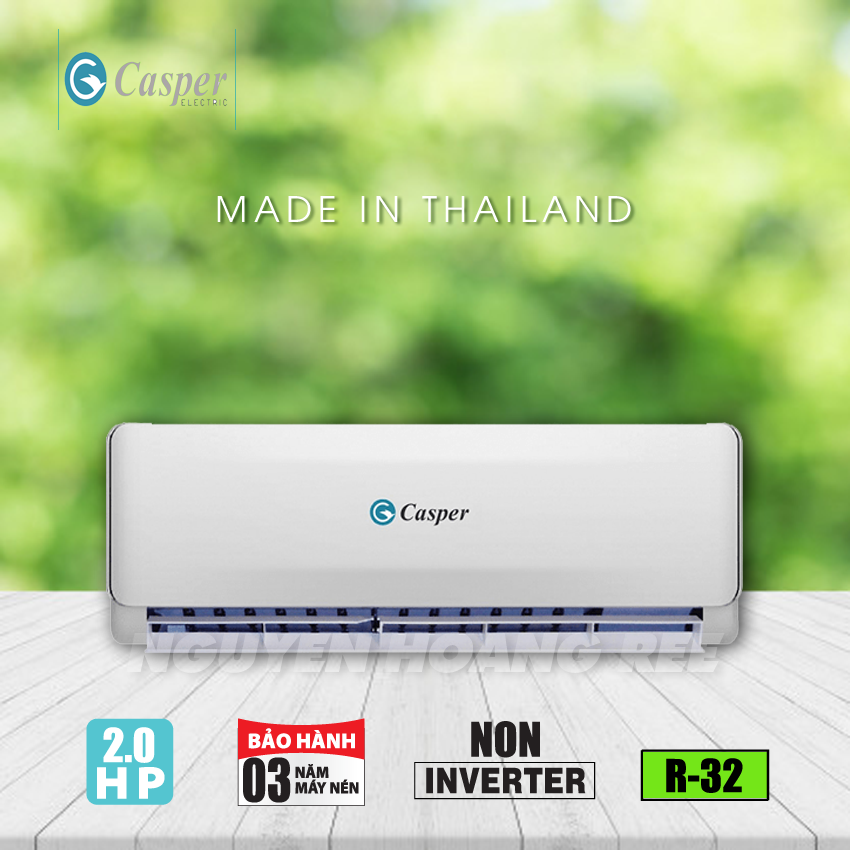 Casper
ELECTRIC
MADE IN THAILAND
Casper
NGUYEN HOANG REE
2.0
HP
BẢO HÀNH
03 NĂM
MÁY NÉN
NON
INVERTER
R-32